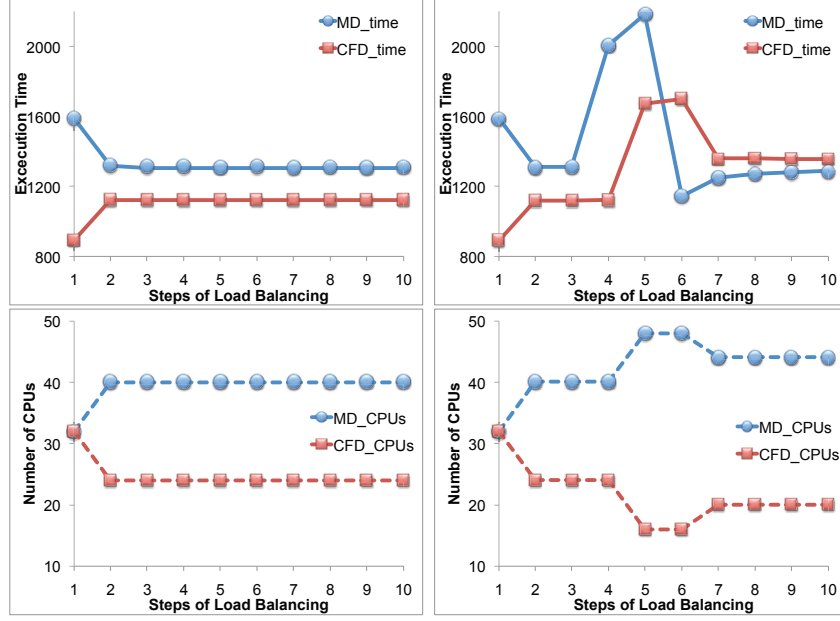 MD_time
CFD_time
2000
1600
1200
800
Excecution Time
1 2 3 4 5 6 7 8 9 10
Steps of Load Balancing
MD_time
CFD_time
2000
1600
1200
800
Excecution Time
1 2 3 4 5 6 7 8 9 10
Steps of Load Balancing
50
40
30
20
10
Number of CPUs
MD_CPUs
CFD_CPUs
1 2 3 4 5 6 7 8 9 10
Steps of Load Balancing
50
40
30
20
10
Number of CPUs
MD_CPUs
CFD_CPUs
1 2 3 4 5 6 7 8 9 10
Steps of Load Balancing